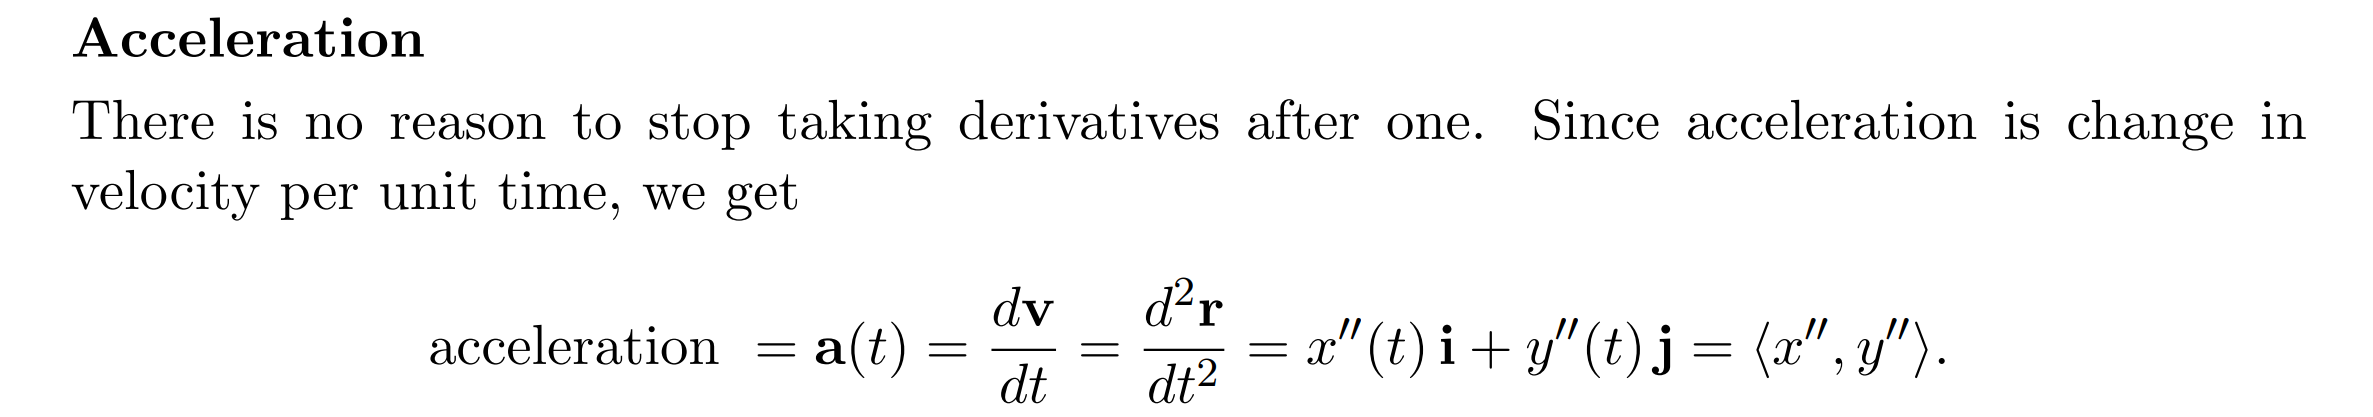 Acceleration
There is no reason to stop taking derivatives after one. Since acceleration is change in
velocity per unit time, we get
acceleration = a(t) = dv/dt = d²r/dt² = x″(t) i + y″(t) j = ⟨x″, y″⟩.